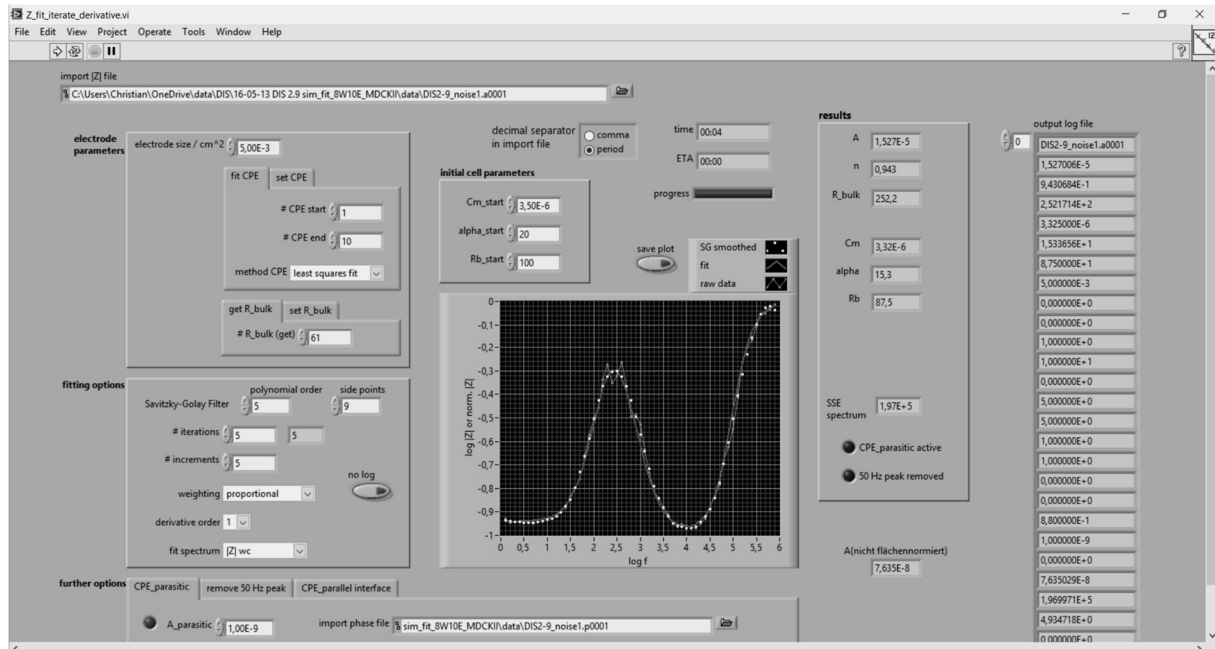 Z_fit_iterate_derivative.vi
File Edit View Project Operate Tools Window Help
import |Z| file
C:\Users\Christian\OneDrive\data\DIS\16-05-13 DIS 2.9 sim_fit_8W10E_MDCKII\data\DIS2-9_noise1.a0001
electrode parameters
electrode size / cm^2 5,00E-3
fit CPE set CPE
# CPE start 1
# CPE end 10
method CPE least squares fit
get R_bulk set R_bulk
# R_bulk (get) 61
decimal separator in import file
comma
period
time 00:04
ETA 00:00
progress
initial cell parameters
Cm_start 3,50E-6
alpha_start 20
Rb_start 100
save plot
SG smoothed
fit
raw data
log |Z| or norm. |Z|
0-
-0,1-
-0,2-
-0,3-
-0,4-
-0,5-
-0,6-
-0,7-
-0,8-
-0,9-
-1-
0 0,5 1 1,5 2 2,5 3 3,5 4 4,5 5 5,5 6
log f
fitting options
polynomial order side points
Savitzky-Golay Filter 5 9
# iterations 5 5
# increments 5
no log
weighting proportional
derivative order 1
fit spectrum |Z| wc
further options
CPE_parasitic remove 50 Hz peak CPE_parallel interface
A_parasitic 1,00E-9
import phase file sim_fit_8W10E_MDCKII\data\DIS2-9_noise1.p0001
results
A 1,527E-5
n 0,943
R_bulk 252,2
Cm 3,32E-6
alpha 15,3
Rb 87,5
SSE spectrum 1,97E+5
CPE_parasitic active
50 Hz peak removed
A(nicht flächennormiert)
7,635E-8
output log file
0 DIS2-9_noise1.a0001
1,527006E-5
9,430684E-1
2,521714E+2
3,325000E-6
1,533656E+1
8,750000E+1
5,000000E-3
0,000000E+0
0,000000E+0
1,000000E+0
1,000000E+1
0,000000E+0
5,000000E+0
5,000000E+0
1,000000E+0
1,000000E+0
0,000000E+0
0,000000E+0
8,800000E-1
1,000000E-9
0,000000E+0
7,635029E-8
1,969971E+5
4,934718E+0
0,000000E+0